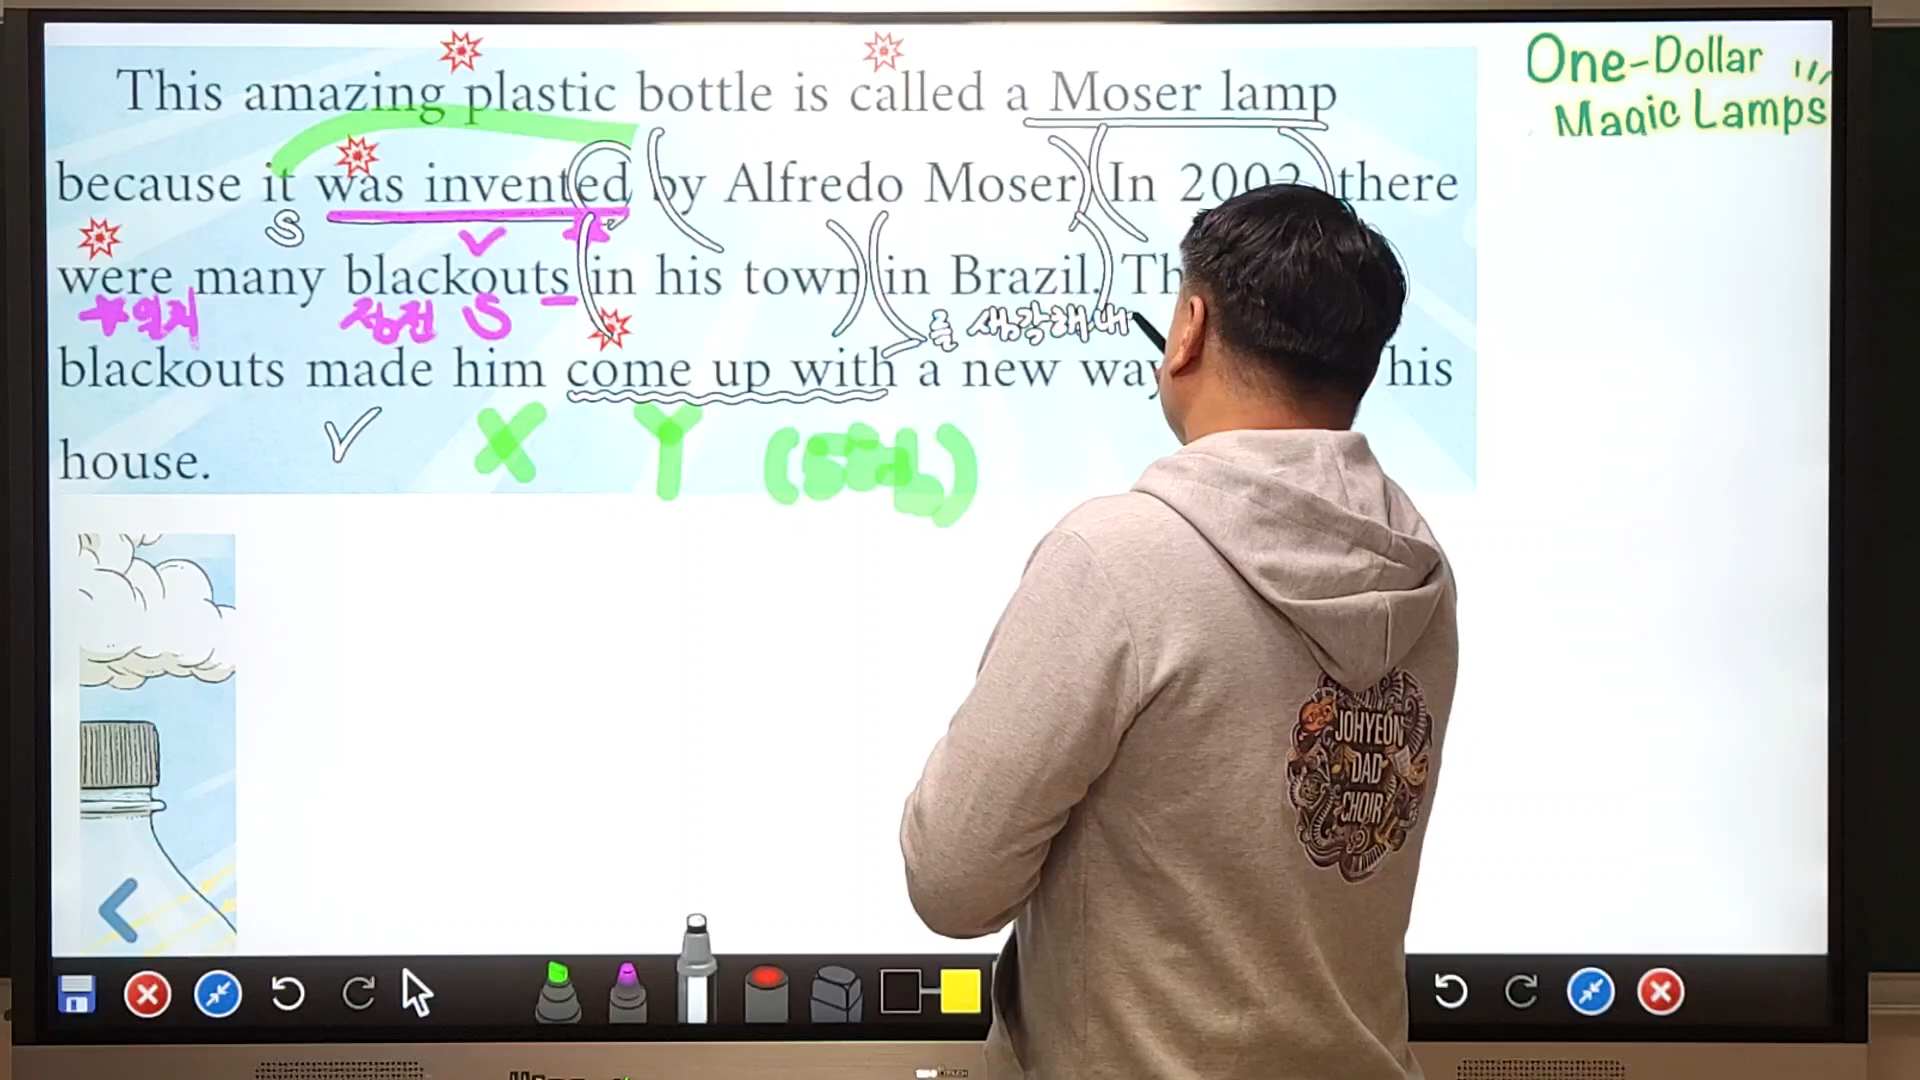 One-Dollar
Magic Lamps
This amazing plastic bottle is called a Moser lamp
because it was invented by Alfredo Moser. In 2002, there
S
were many blackouts in his town in Brazil. Th
정전 S
를 생각해내
blackouts made him come up with a new way his
X Y
house.
JOHYEON
DAD
CHOIR